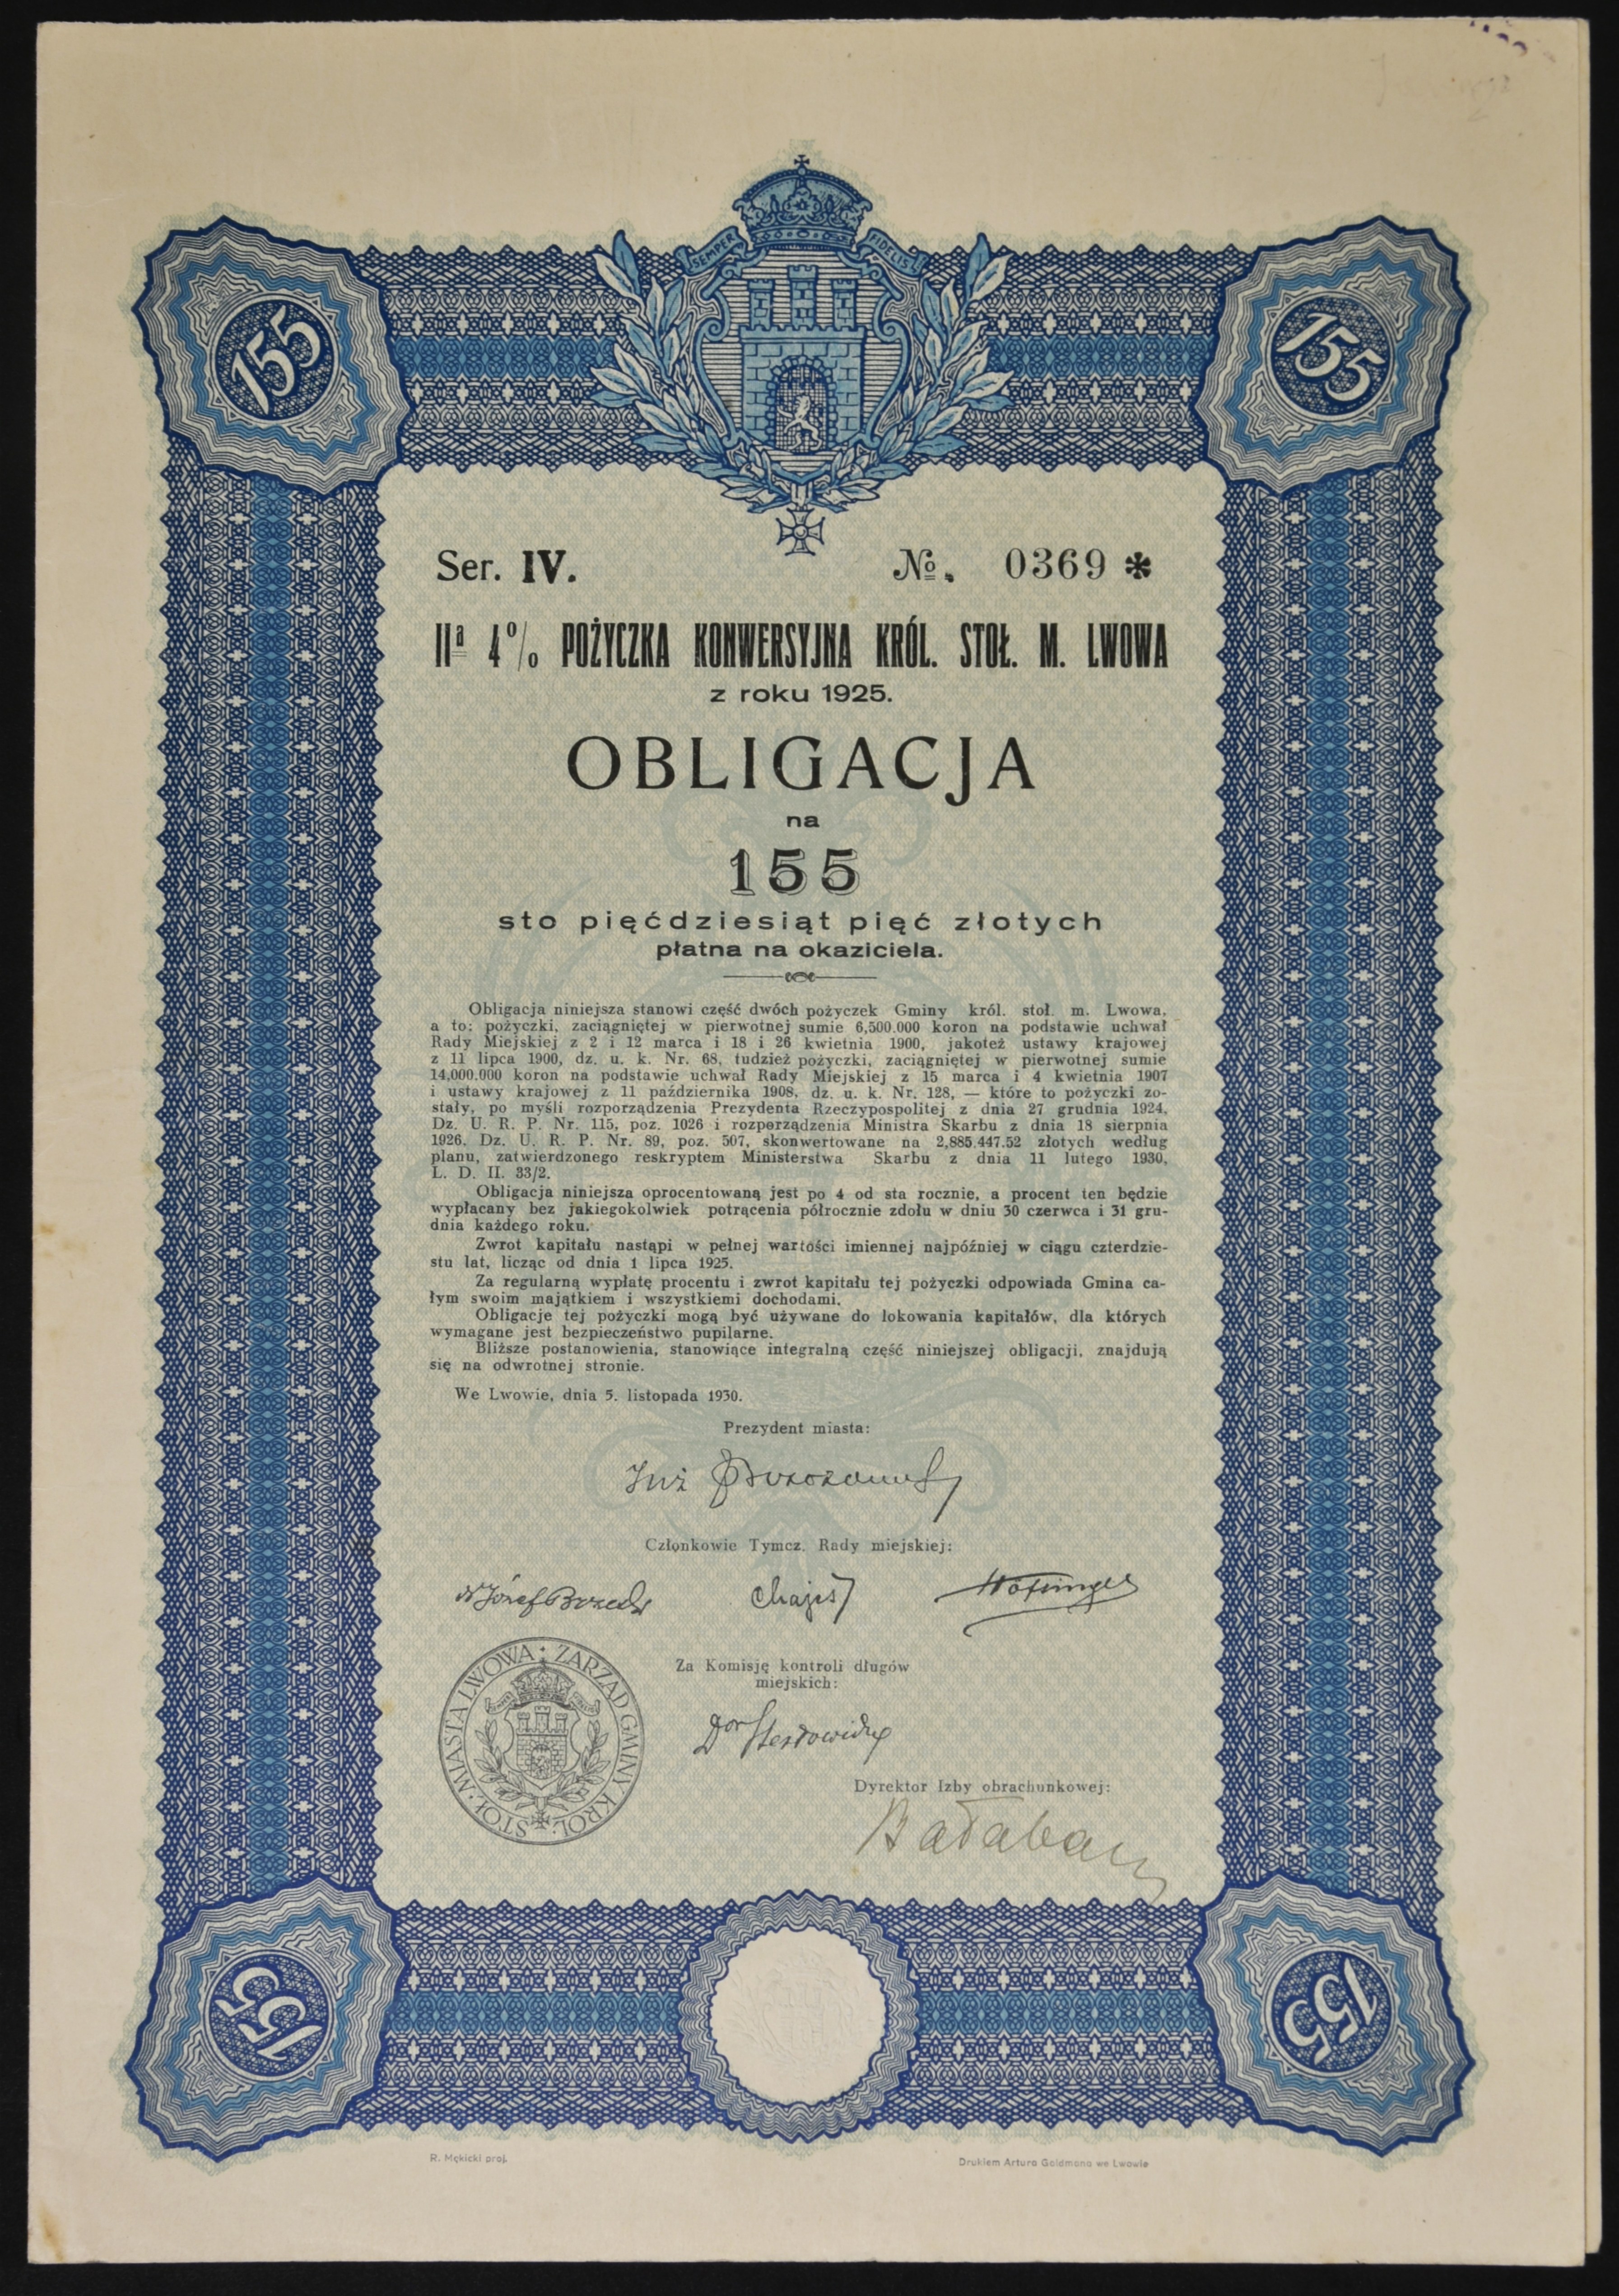 SEMPER FIDELIS
155
155
Ser. IV.
№. 0369 *
IIª 4% POŻYCZKA KONWERSYJNA KRÓL. STOŁ. M. LWOWA
z roku 1925.
OBLIGACJA
na
155
sto pięćdziesiąt pięć złotych
płatna na okaziciela.
Obligacja niniejsza stanowi część dwóch pożyczek Gminy król. stoł. m. Lwowa,
a to: pożyczki, zaciągniętej w pierwotnej sumie 6,500.000 koron na podstawie uchwał
Rady Miejskiej z 2 i 12 marca i 18 i 26 kwietnia 1900, jakoteż ustawy krajowej
z 11 lipca 1900, dz. u. k. Nr. 68, tudzież pożyczki, zaciągniętej w pierwotnej sumie
14,000.000 koron na podstawie uchwał Rady Miejskiej z 15 marca i 4 kwietnia 1907
i ustawy krajowej z 11 października 1908, dz. u. k. Nr. 128, — które to pożyczki zo-
stały, po myśli rozporządzenia Prezydenta Rzeczypospolitej z dnia 27 grudnia 1924,
Dz. U. R. P. Nr. 115, poz. 1026 i rozporządzenia Ministra Skarbu z dnia 18 sierpnia
1926, Dz. U. R. P. Nr. 89, poz. 507, skonwertowane na 2,885.447.52 złotych według
planu, zatwierdzonego reskryptem Ministerstwa Skarbu z dnia 11 lutego 1930,
L. D. II. 33/2.
Obligacja niniejsza oprocentowaną jest po 4 od sta rocznie, a procent ten będzie
wypłacany bez jakiegokolwiek potrącenia półrocznie zdołu w dniu 30 czerwca i 31 gru-
dnia każdego roku.
Zwrot kapitału nastąpi w pełnej wartości imiennej najpóźniej w ciągu czterdzie-
stu lat, licząc od dnia 1 lipca 1925.
Za regularną wypłatę procentu i zwrot kapitału tej pożyczki odpowiada Gmina ca-
łym swoim majątkiem i wszystkiemi dochodami.
Obligacje tej pożyczki mogą być używane do lokowania kapitałów, dla których
wymagane jest bezpieczeństwo pupilarne.
Bliższe postanowienia, stanowiące integralną część niniejszej obligacji, znajdują
się na odwrotnej stronie.
We Lwowie, dnia 5. listopada 1930.
Prezydent miasta:
Inż
Członkowie Tymcz. Rady miejskiej:
Dr Józef Chajes
Za Komisję kontroli długów
miejskich:
Dor
STOŁ. MIASTA LWOWA · ZARZĄD GMINY KRÓL.
Dyrektor Izby obrachunkowej:
Bałaban
155
155
R. Mękicki proj.
Drukiem Artura Goldmana we Lwowie